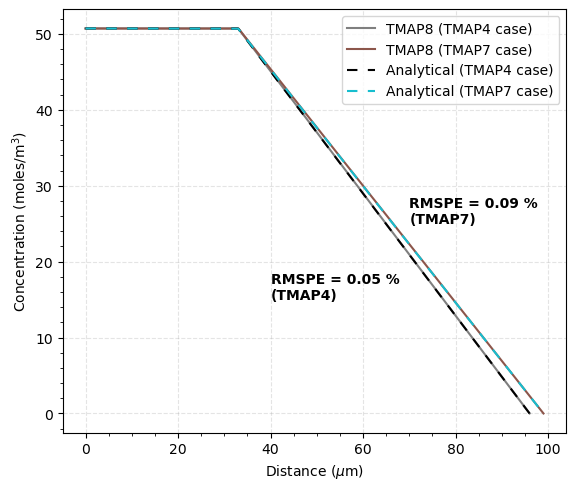 TMAP8 (TMAP4 case)
TMAP8 (TMAP7 case)
Analytical (TMAP4 case)
Analytical (TMAP7 case)
50
40
30
20
10
0
Concentration (moles/m³)
RMSPE = 0.09 %
(TMAP7)
RMSPE = 0.05 %
(TMAP4)
0 20 40 60 80 100
Distance (μm)